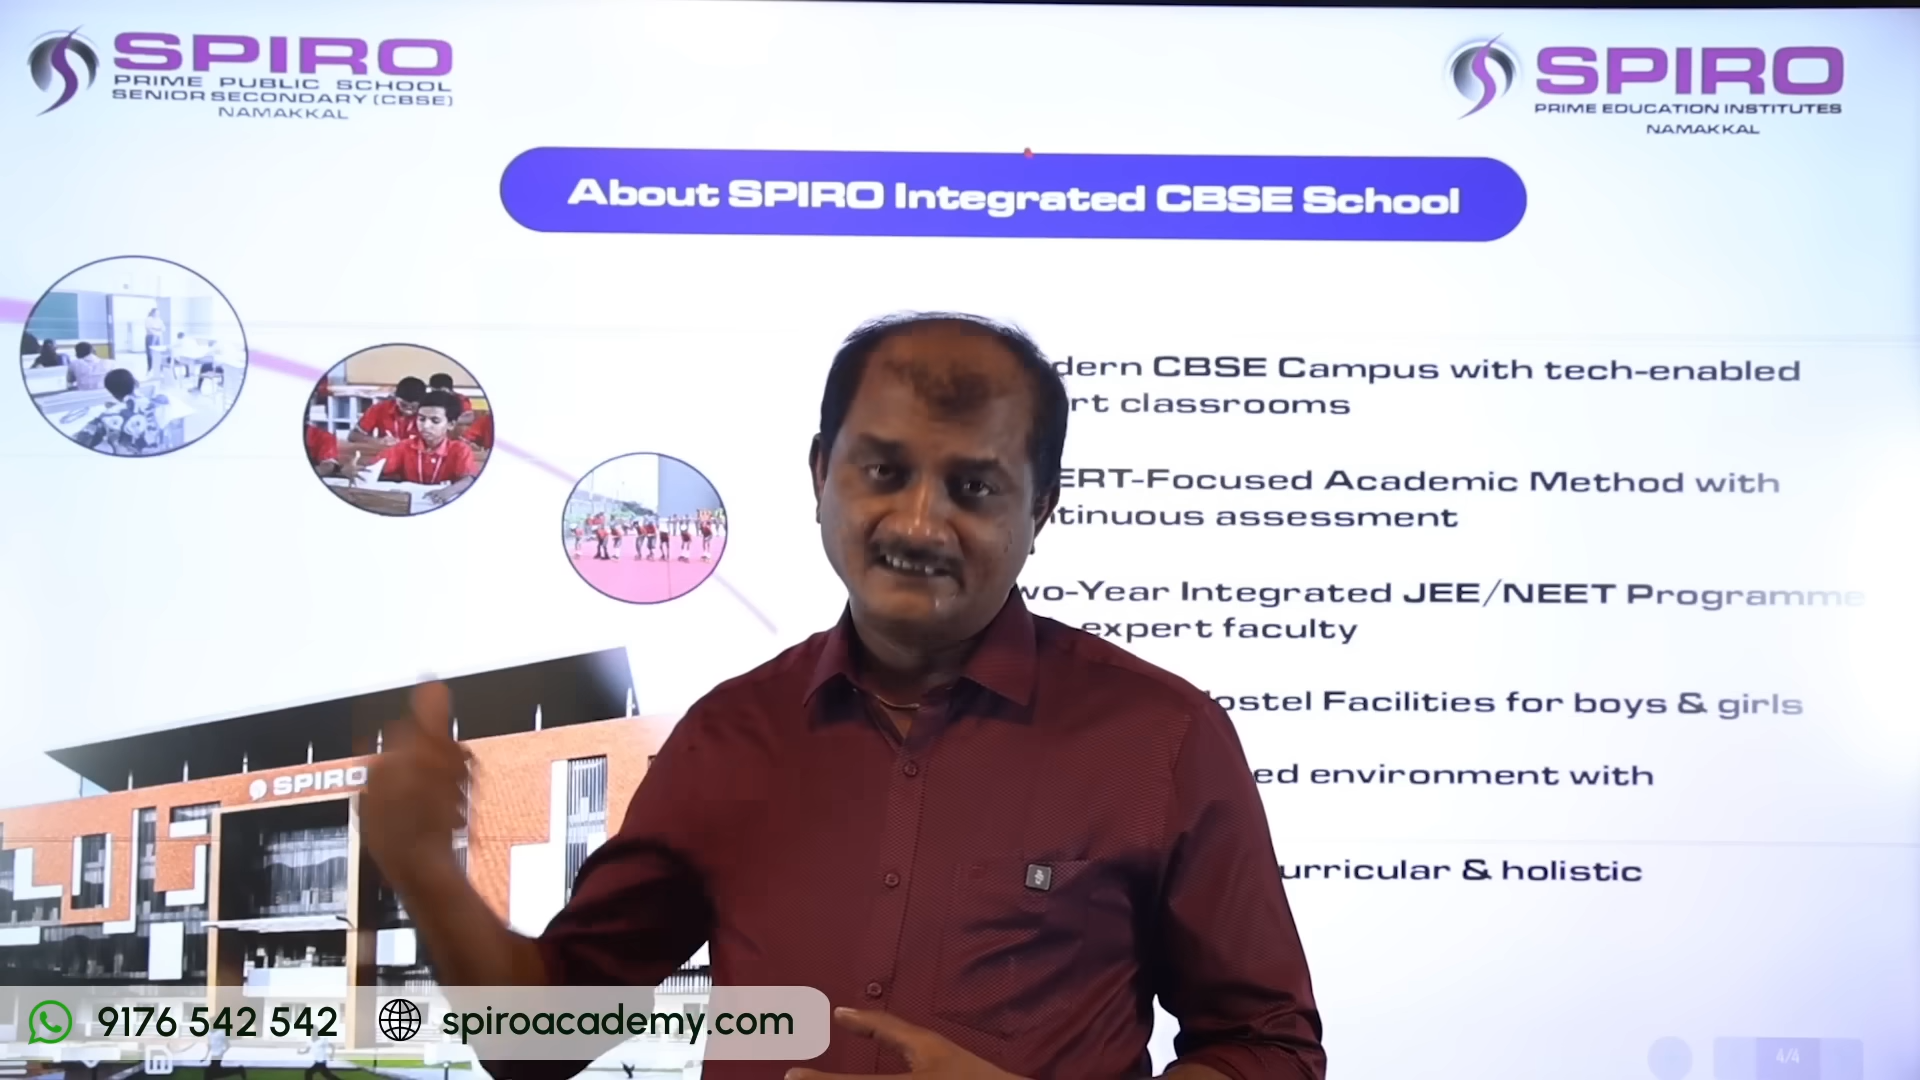 SPIRO
PRIME PUBLIC SCHOOL
SENIOR SECONDARY (CBSE)
NAMAKKAL
SPIRO
PRIME EDUCATION INSTITUTES
NAMAKKAL
About SPIRO Integrated CBSE School
dern CBSE Campus with tech-enabled
rt classrooms
ERT-Focused Academic Method with
tinuous assessment
wo-Year Integrated JEE/NEET Programme
expert faculty
ostel Facilities for boys & girls
ed environment with
urricular & holistic
SPIRO
9176 542 542
spiroacademy.com
4/4